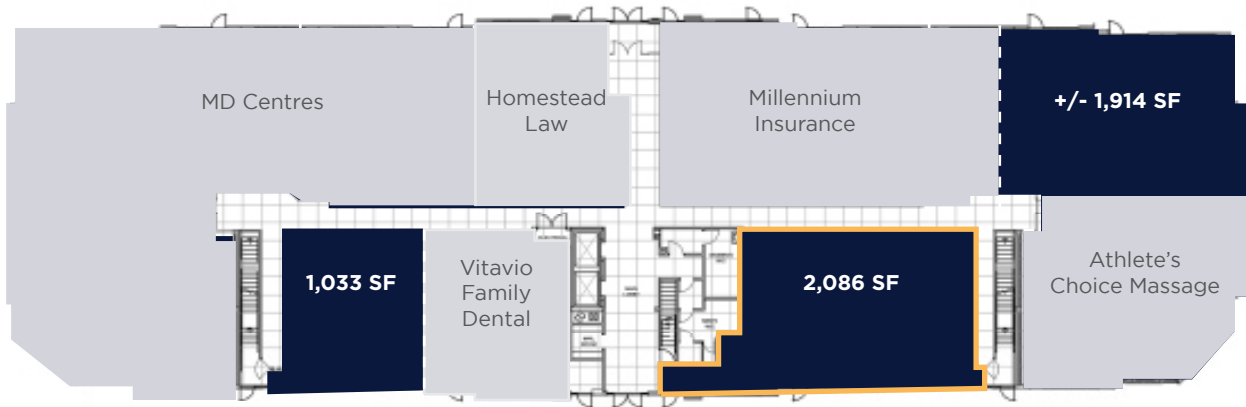 MD Centres
Homestead
Law
Millennium
Insurance
+/- 1,914 SF
1,033 SF
Vitavio
Family
Dental
2,086 SF
Athlete's
Choice Massage